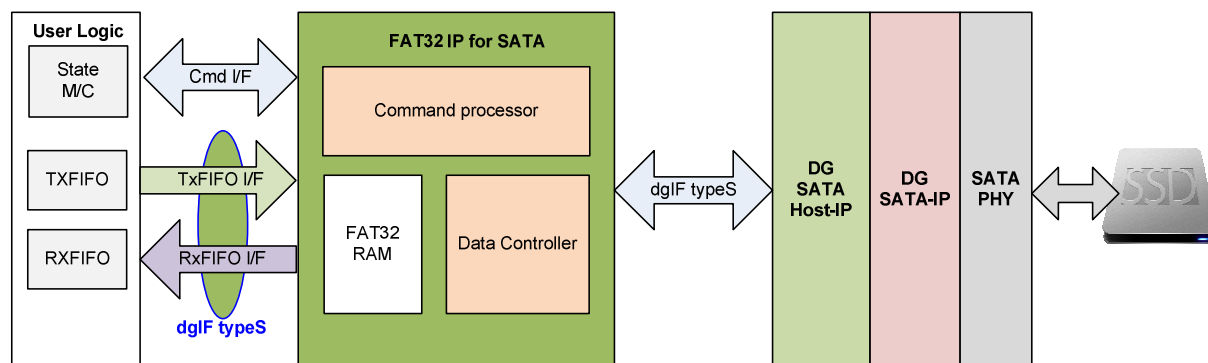 User Logic
State
M/C
TXFIFO
RXFIFO
Cmd I/F
TxFIFO I/F
RxFIFO I/F
dgIF typeS
FAT32 IP for SATA
Command processor
FAT32
RAM
Data Controller
dgIF typeS
DG
SATA
Host-IP
DG
SATA-IP
SATA
PHY
SSD